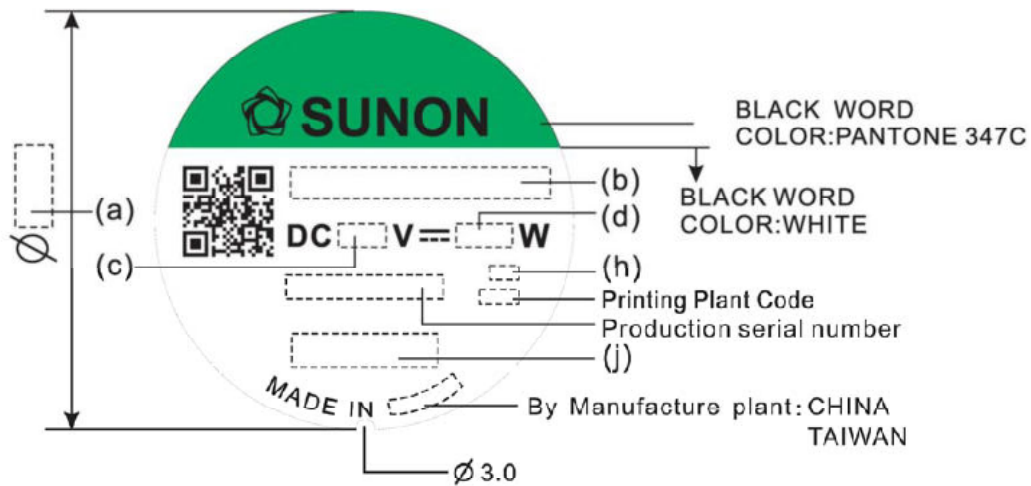 SUNON
BLACK WORD
COLOR:PANTONE 347C
(b)
BLACK WORD
COLOR:WHITE
(a)
Ø
DC V W
(d)
(c)
(h)
Printing Plant Code
Production serial number
(j)
MADE IN
By Manufacture plant: CHINA
TAIWAN
Ø 3.0